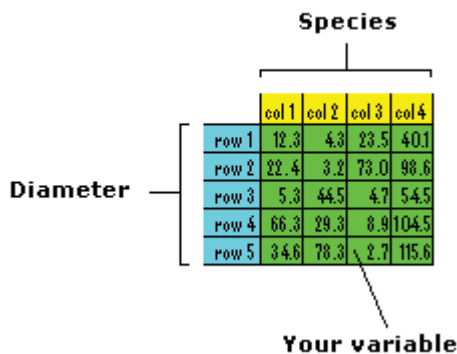 Species
col 1 col 2 col 3 col 4
row 1 12.3 4.3 23.5 40.1
row 2 22.4 3.2 73.0 98.6
Diameter row 3 5.3 44.5 4.7 54.5
row 4 66.3 29.3 8.9 104.5
row 5 34.6 78.3 2.7 115.6
Your variable